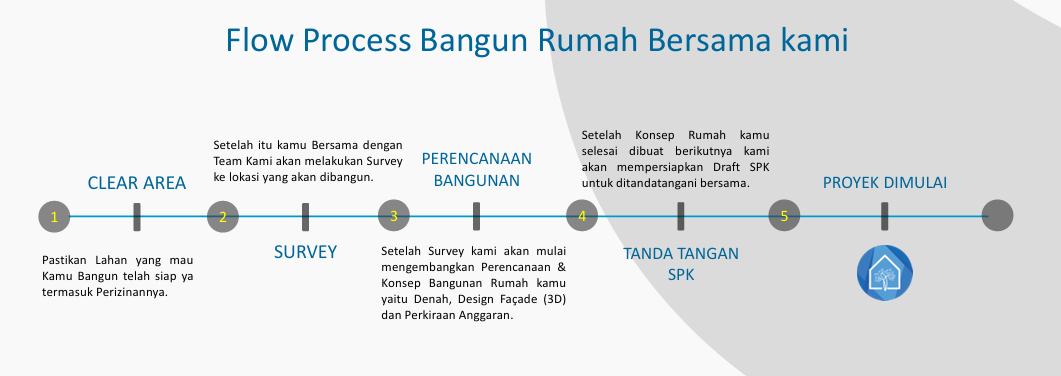 Flow Process Bangun Rumah Bersama kami
1
CLEAR AREA
Pastikan Lahan yang mau
Kamu Bangun telah siap ya
termasuk Perizinannya.
2
Setelah itu kamu Bersama dengan
Team Kami akan melakukan Survey
ke lokasi yang akan dibangun.
SURVEY
3
PERENCANAAN
BANGUNAN
Setelah Survey kami akan mulai
mengembangkan Perencanaan &
Konsep Bangunan Rumah kamu
yaitu Denah, Design Façade (3D)
dan Perkiraan Anggaran.
4
Setelah Konsep Rumah kamu
selesai dibuat berikutnya kami
akan mempersiapkan Draft SPK
untuk ditandatangani bersama.
TANDA TANGAN
SPK
5
PROYEK DIMULAI